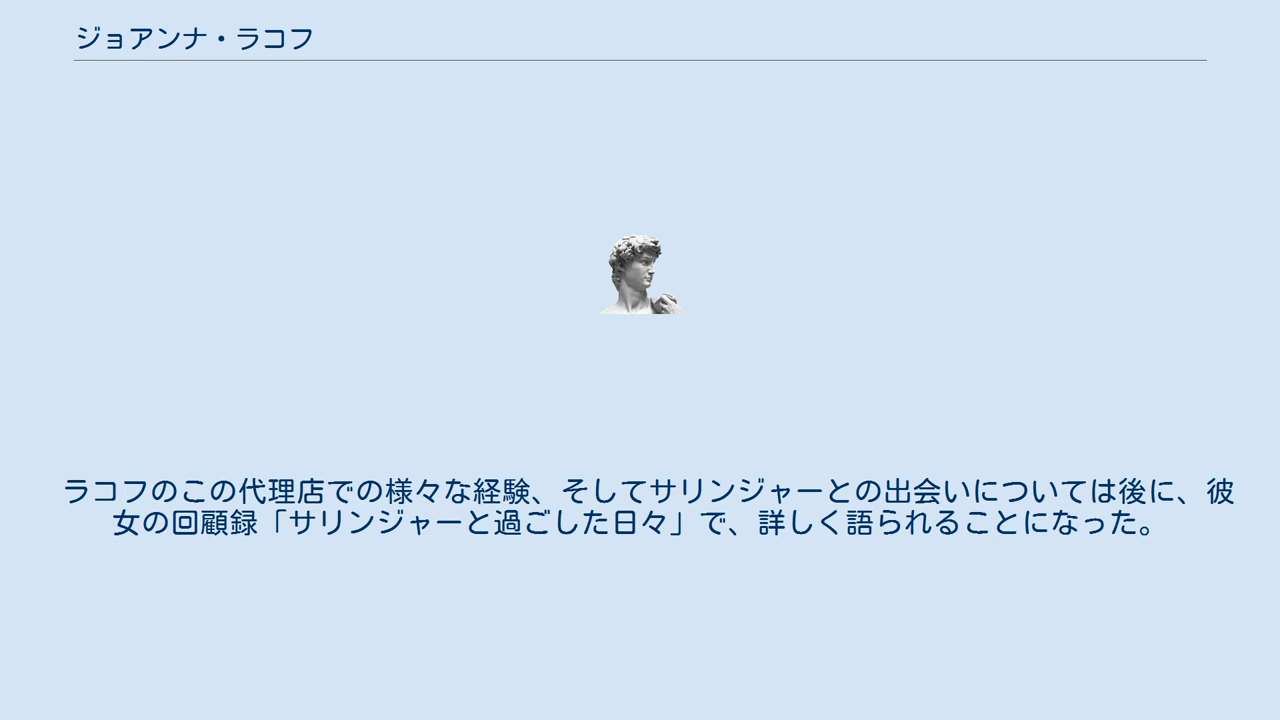 ジョアンナ・ラコフ
ラコフのこの代理店での様々な経験、そしてサリンジャーとの出会いについては後に、彼
女の回顧録「サリンジャーと過ごした日々」で、詳しく語られることになった。